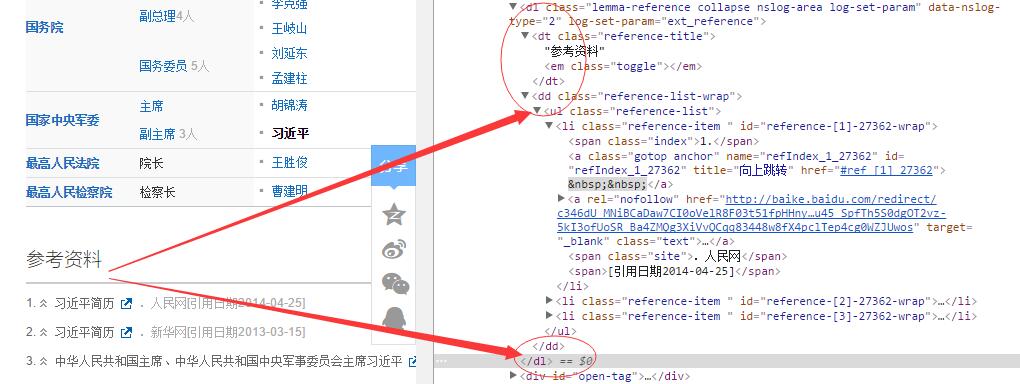 国务院
副总理4人
李克强
王岐山
刘延东
国务委员 5人
孟建柱
国家中央军委
主席
胡锦涛
副主席 3人
习近平
最高人民法院
院长
王胜俊
最高人民检察院
检察长
曹建明
分享
参考资料
1. 习近平简历 . 人民网[引用日期2014-04-25]
2. 习近平简历 . 新华网[引用日期2013-03-15]
3. 中华人民共和国主席、中华人民共和国中央军事委员会主席习近平
<dl class="lemma-reference collapse nslog-area log-set-param" data-nslog-
type="2" log-set-param="ext_reference">
<dt class="reference-title">
"参考资料"
<em class="toggle"></em>
</dt>
<dd class="reference-list-wrap">
<ul class="reference-list">
<li class="reference-item " id="reference-[1]-27362-wrap">
<span class="index">1.</span>
<a class="gotop anchor" name="refIndex_1_27362" id=
"refIndex_1_27362" title="向上跳转" href="#ref_[1]_27362">
&nbsp;&nbsp;</a>
<a rel="nofollow" href="http://baike.baidu.com/redirect/
c346dU_MNiBCaDaw7CI0oVelR8F03t51fpHHny…u45_SpfTh5S0dgOT2vz-
5kI3ofUoSR_Ba4ZMQg3XiVvQCqq83448w8fX4pclTep4cg0WZJUwos" target=
"_blank" class="text">…</a>
<span class="site">. 人民网</span>
<span>[引用日期2014-04-25]</span>
</li>
<li class="reference-item " id="reference-[2]-27362-wrap">…</li>
<li class="reference-item " id="reference-[3]-27362-wrap">…</li>
</ul>
</dd>
</dl> == $0
<div id="open-tag">…</div>